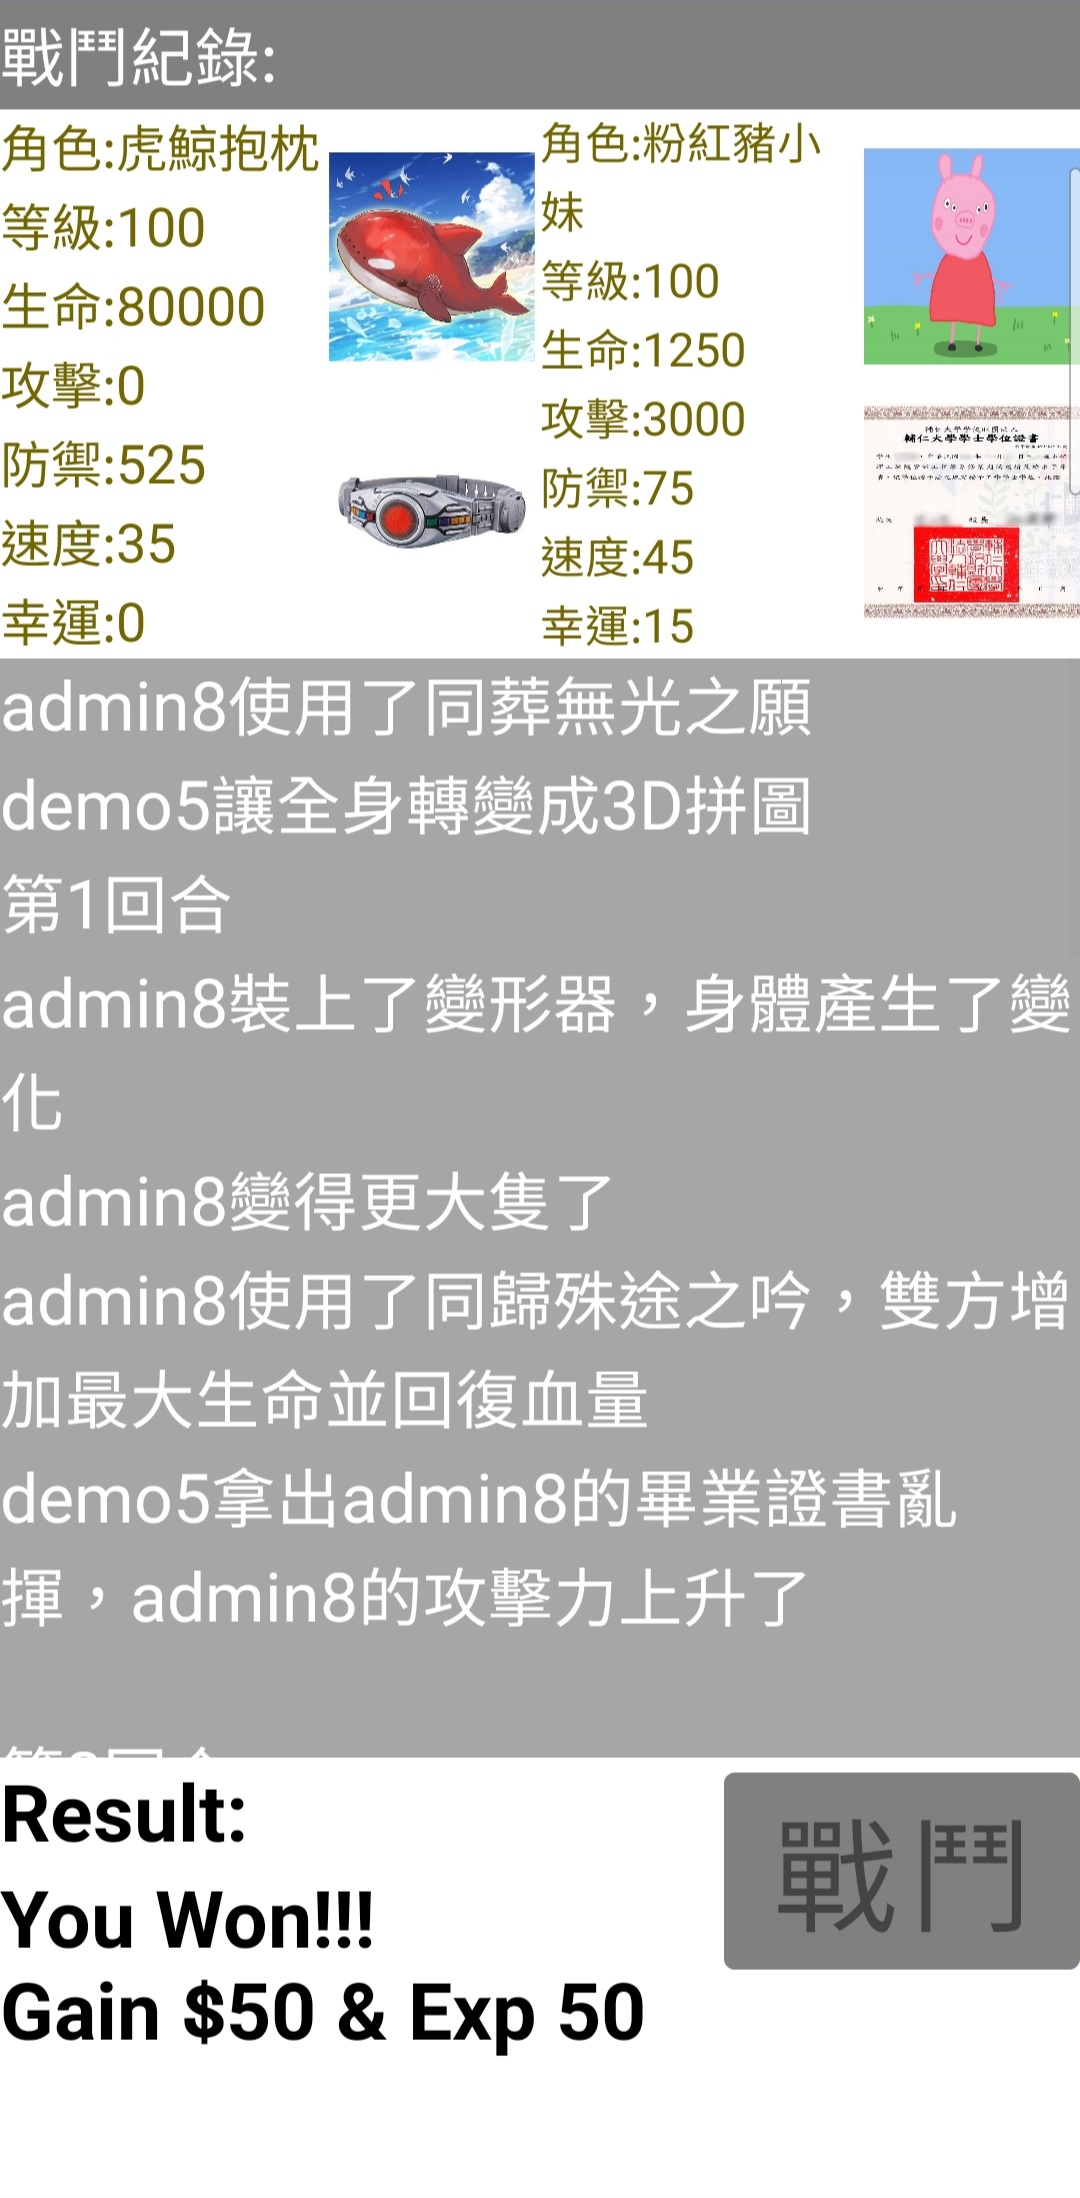 戰鬥紀錄:
角色:虎鯨抱枕
等級:100
生命:80000
攻擊:0
防禦:525
速度:35
幸運:0
角色:粉紅豬小
妹
等級:100
生命:1250
攻擊:3000
防禦:75
速度:45
幸運:15
輔仁大學學士學位證書
admin8使用了同葬無光之願
demo5讓全身轉變成3D拼圖
第1回合
admin8裝上了變形器，身體產生了變
化
admin8變得更大隻了
admin8使用了同歸殊途之吟，雙方增
加最大生命並回復血量
demo5拿出admin8的畢業證書亂
揮，admin8的攻擊力上升了
Result:
You Won!!!
Gain $50 & Exp 50
戰鬥